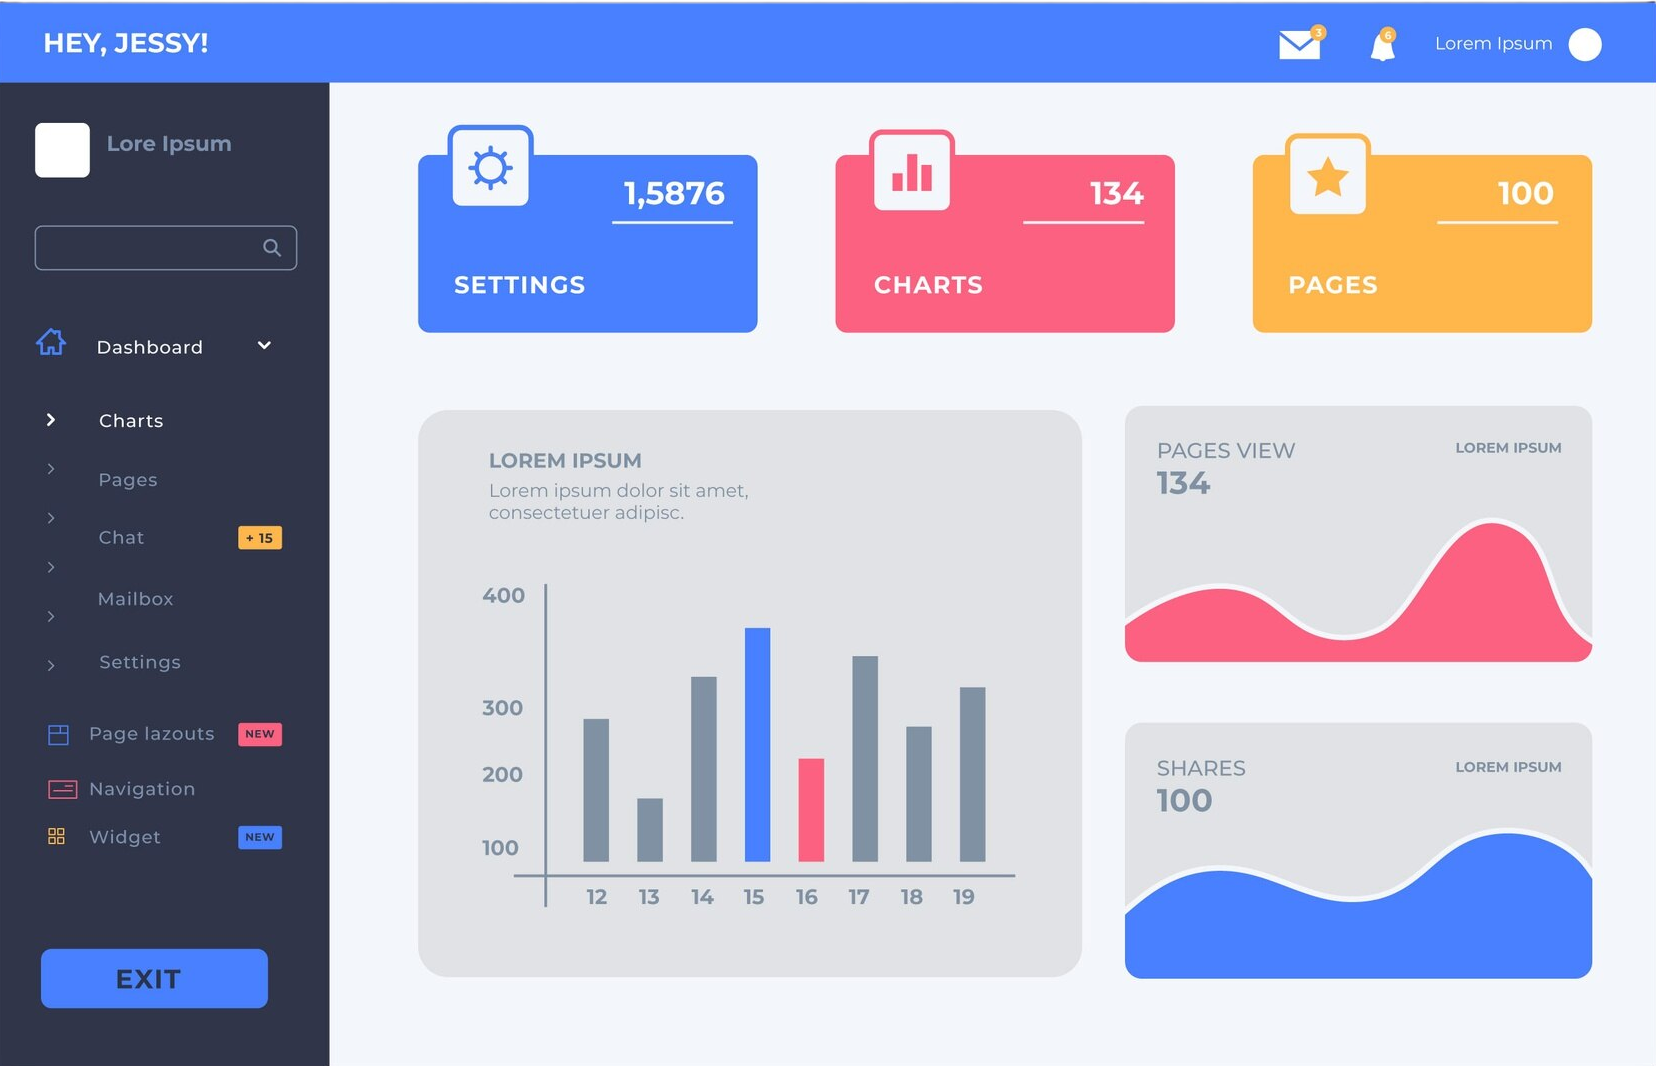 HEY, JESSY!
3
6
Lorem Ipsum
Lore Ipsum
Dashboard
Charts
Pages
Chat
+ 15
Mailbox
Settings
Page lazouts
NEW
Navigation
Widget
NEW
EXIT
1,5876
SETTINGS
134
CHARTS
100
PAGES
LOREM IPSUM
Lorem ipsum dolor sit amet,
consectetuer adipisc.
400
300
200
100
12 13 14 15 16 17 18 19
PAGES VIEW
LOREM IPSUM
134
SHARES
LOREM IPSUM
100